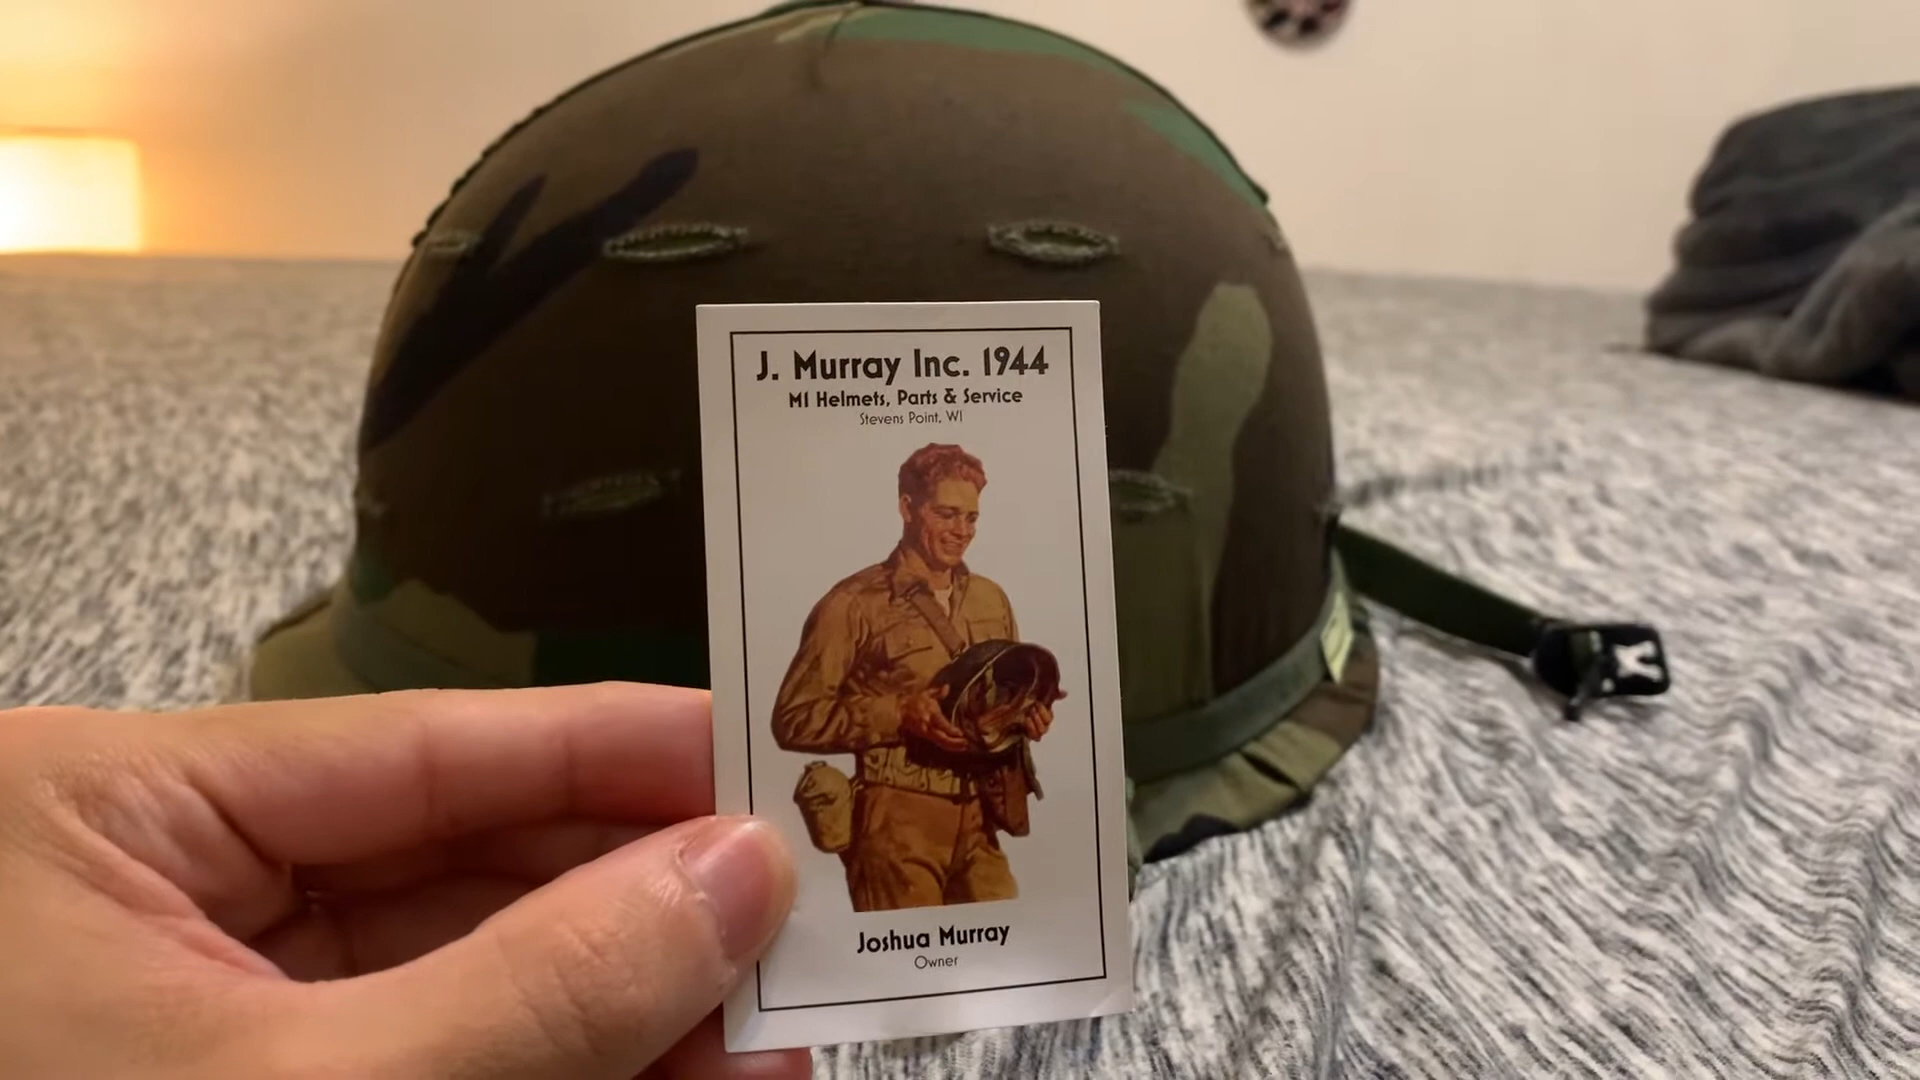 J. Murray Inc. 1944
M1 Helmets, Parts & Service
Stevens Point, WI
Joshua Murray
Owner